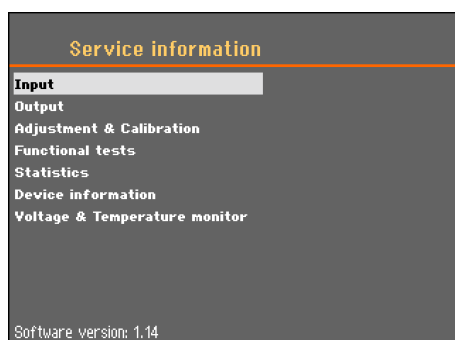 Service information
Input
Output
Adjustment & Calibration
Functional tests
Statistics
Device information
Voltage & Temperature monitor
Software version: 1.14